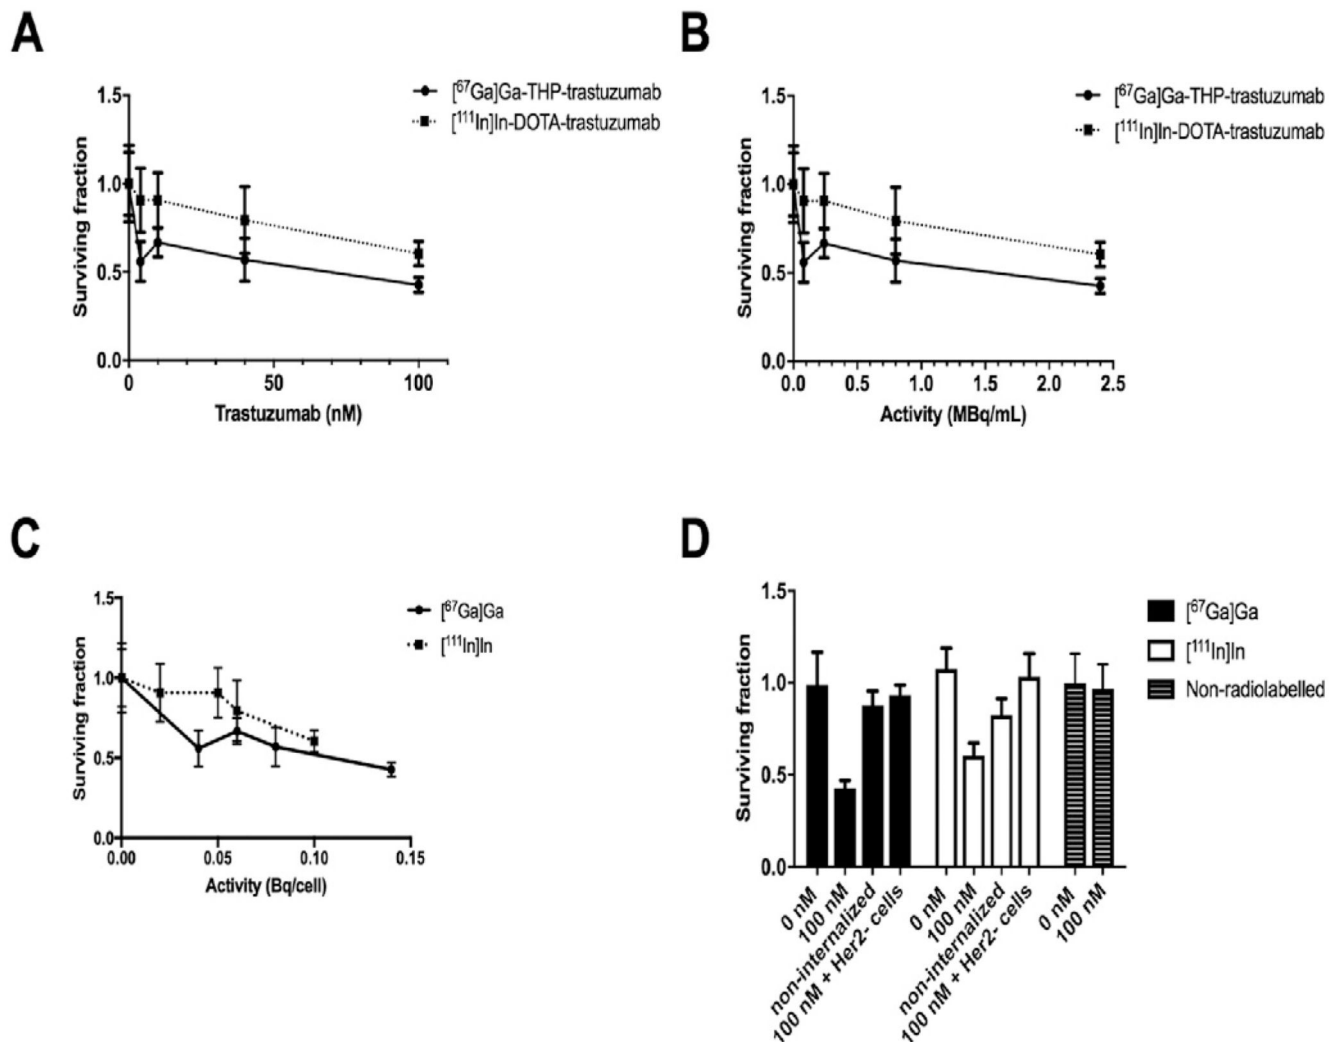 A
[⁶⁷Ga]Ga-THP-trastuzumab
[¹¹¹In]In-DOTA-trastuzumab
1.5
1.0
0.5
0.0
Surviving fraction
0 50 100
Trastuzumab (nM)
B
[⁶⁷Ga]Ga-THP-trastuzumab
[¹¹¹In]In-DOTA-trastuzumab
1.5
1.0
0.5
0.0
Surviving fraction
0.0 0.5 1.0 1.5 2.0 2.5
Activity (MBq/mL)
C
[⁶⁷Ga]Ga
[¹¹¹In]In
1.5
1.0
0.5
0.0
Surviving fraction
0.00 0.05 0.10 0.15
Activity (Bq/cell)
D
[⁶⁷Ga]Ga
[¹¹¹In]In
Non-radiolabelled
1.5
1.0
0.5
0.0
Surviving fraction
0 nM
100 nM
non-internalized
100 nM + Her2- cells
0 nM
100 nM
non-internalized
100 nM + Her2- cells
0 nM
100 nM